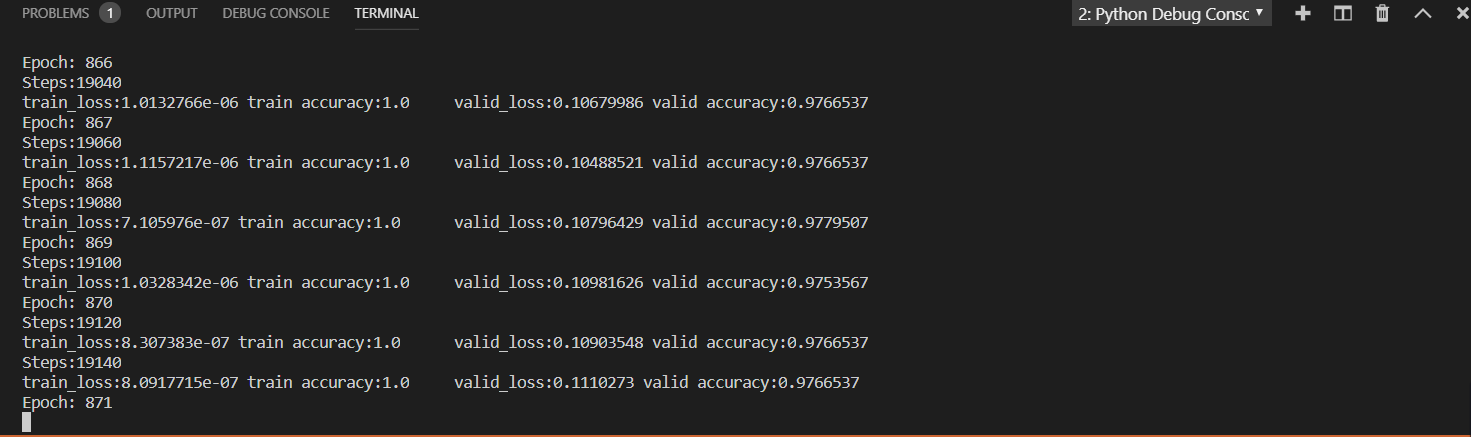 PROBLEMS 1 OUTPUT DEBUG CONSOLE TERMINAL 2: Python Debug Consc
Epoch: 866
Steps:19040
train_loss:1.0132766e-06 train accuracy:1.0 valid_loss:0.10679986 valid accuracy:0.9766537
Epoch: 867
Steps:19060
train_loss:1.1157217e-06 train accuracy:1.0 valid_loss:0.10488521 valid accuracy:0.9766537
Epoch: 868
Steps:19080
train_loss:7.105976e-07 train accuracy:1.0 valid_loss:0.10796429 valid accuracy:0.9779507
Epoch: 869
Steps:19100
train_loss:1.0328342e-06 train accuracy:1.0 valid_loss:0.10981626 valid accuracy:0.9753567
Epoch: 870
Steps:19120
train_loss:8.307383e-07 train accuracy:1.0 valid_loss:0.10903548 valid accuracy:0.9766537
Steps:19140
train_loss:8.0917715e-07 train accuracy:1.0 valid_loss:0.1110273 valid accuracy:0.9766537
Epoch: 871